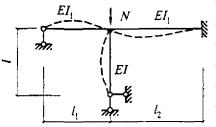 EI₁ N EI₁
l EI
l₁ l₂